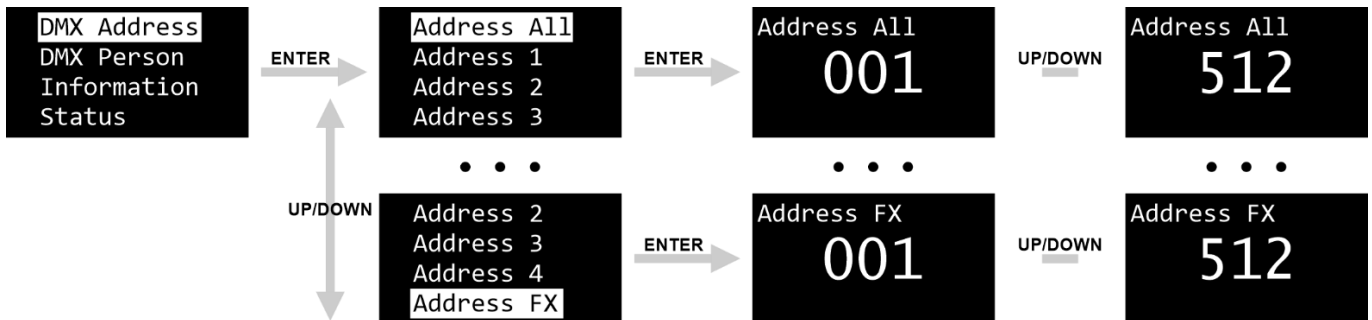 DMX Address
DMX Person
Information
Status
ENTER
Address All
Address 1
Address 2
Address 3
ENTER
Address All
001
UP/DOWN
Address All
512
UP/DOWN
Address 2
Address 3
Address 4
Address FX
ENTER
Address FX
001
UP/DOWN
Address FX
512